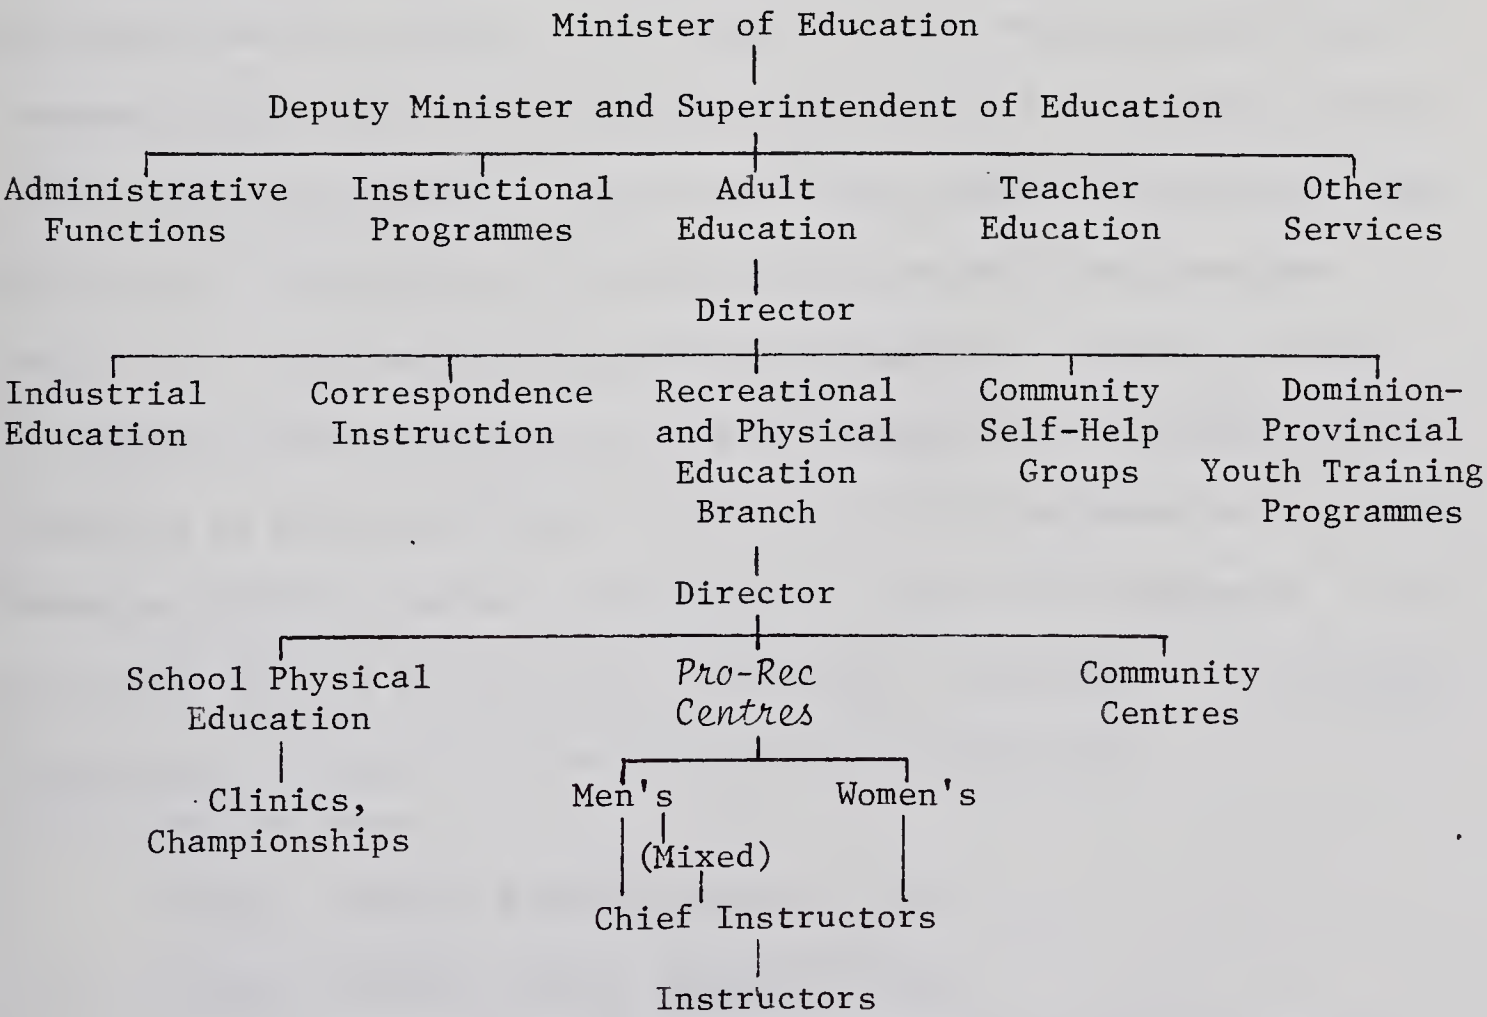 Minister of Education
Deputy Minister and Superintendent of Education
Administrative
Functions
Instructional
Programmes
Adult
Education
Teacher
Education
Other
Services
Director
Industrial
Education
Correspondence
Instruction
Recreational
and Physical
Education
Branch
Community
Self-Help
Groups
Dominion-
Provincial
Youth Training
Programmes
Director
School Physical
Education
Pro-Rec
Centres
Community
Centres
Clinics,
Championships
Men's
Women's
(Mixed)
Chief Instructors
Instructors